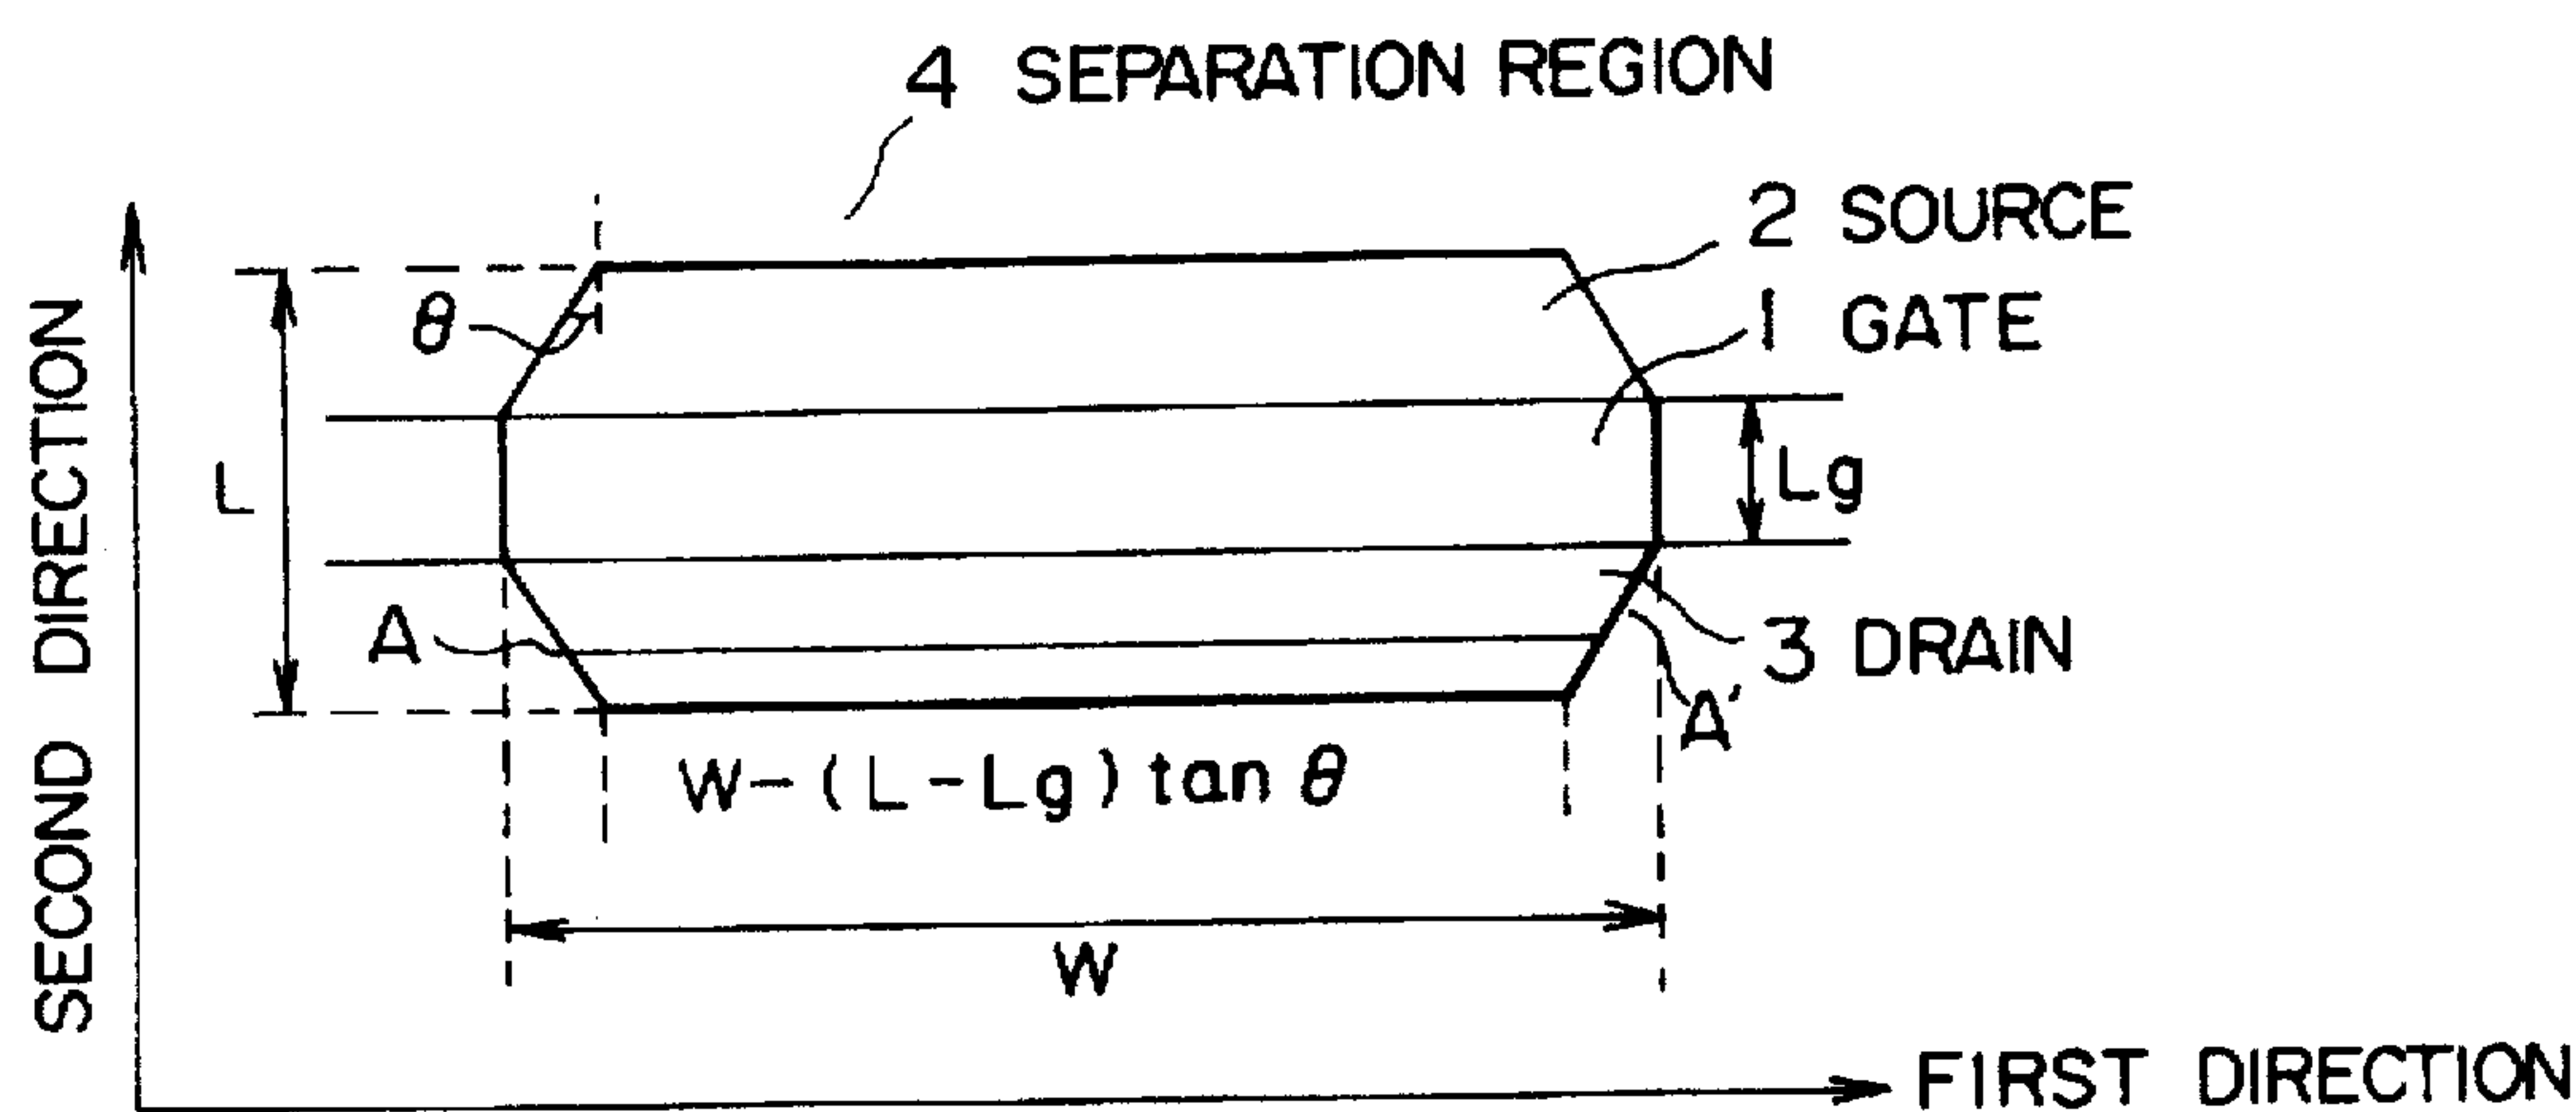 4 SEPARATION REGION
2 SOURCE
θ
1 GATE
L
Lg
A
3 DRAIN
A'
W-(L-Lg)tan θ
W
SECOND DIRECTION
FIRST DIRECTION